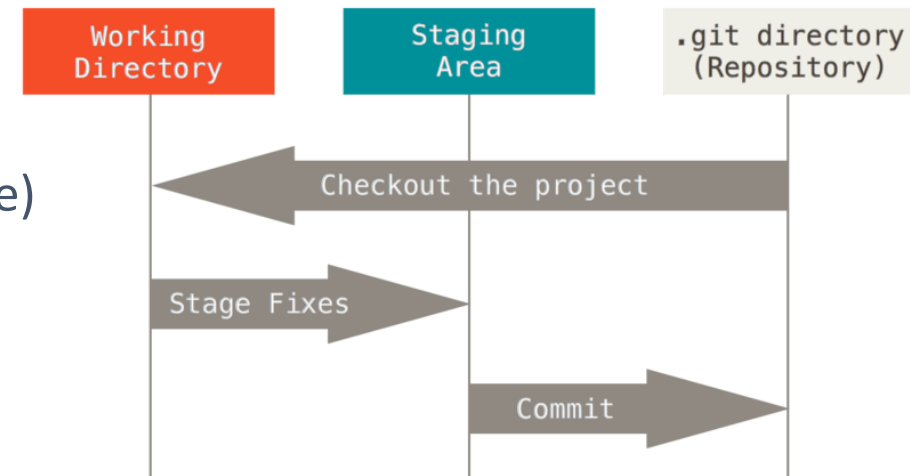 Working
Directory
Staging
Area
.git directory
(Repository)
e)
Checkout the project
Stage Fixes
Commit